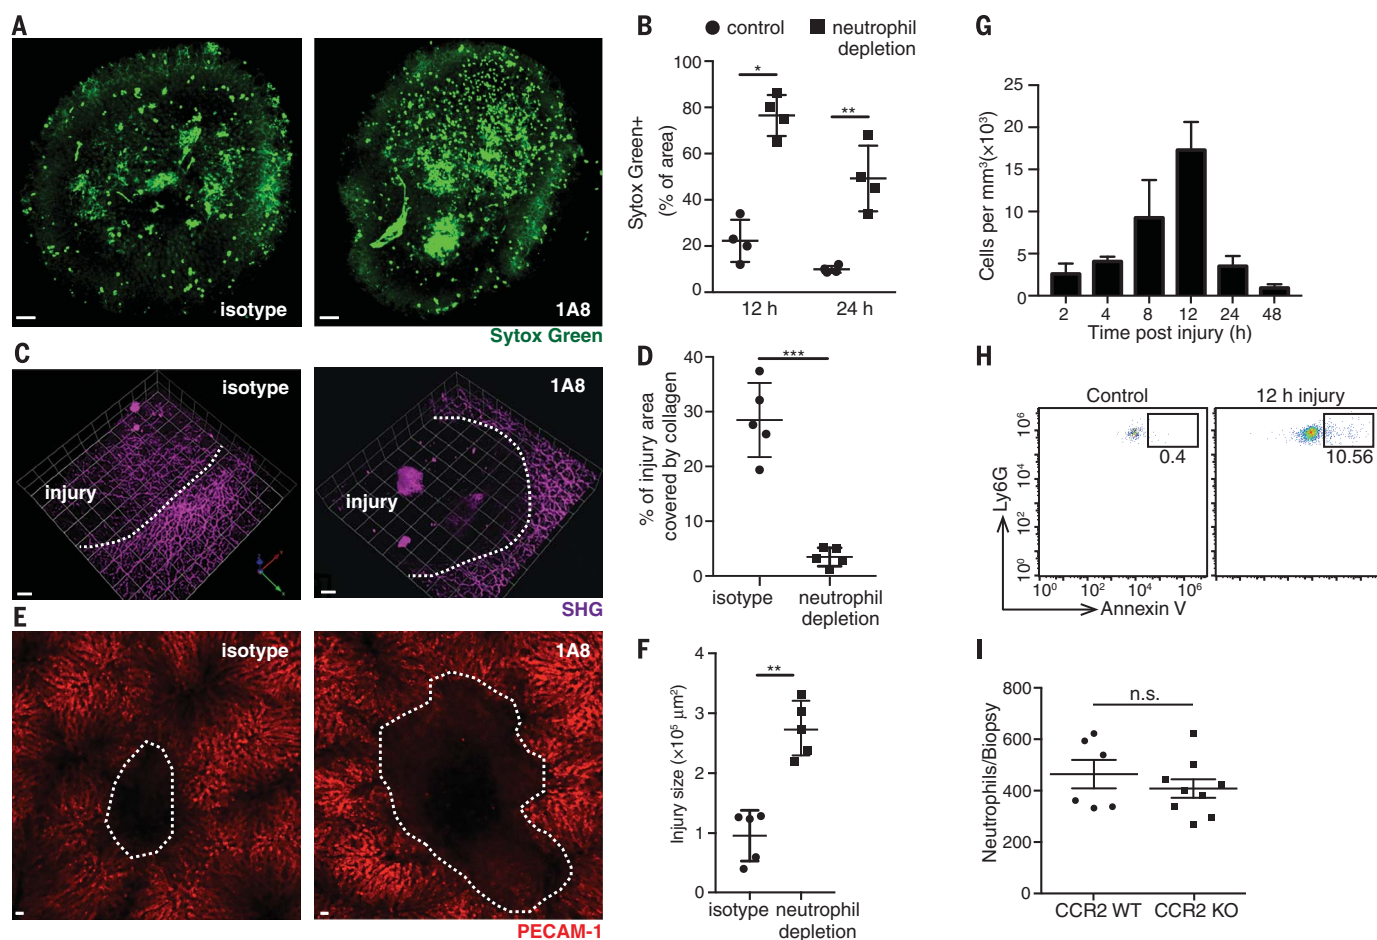 A
isotype
1A8
Sytox Green
B
control
neutrophil
depletion
Sytox Green+
(% of area)
100
80
60
40
20
0
*
**
12 h
24 h
C
isotype
injury
1A8
injury
SHG
D
% of injury area
covered by collagen
40
30
20
10
0
***
isotype
neutrophil
depletion
E
isotype
1A8
PECAM-1
F
Injury size (×10⁵ μm²)
4
3
2
1
0
**
isotype neutrophil
depletion
G
Cells per mm³(×10³)
25
20
15
10
5
0
2 4 8 12 24 48
Time post injury (h)
H
Control
12 h injury
0.4
10.56
Ly6G
10⁶
10⁴
10²
10⁰
10⁰ 10² 10⁴ 10⁶
Annexin V
I
Neutrophils/Biopsy
800
600
400
200
0
n.s.
CCR2 WT CCR2 KO